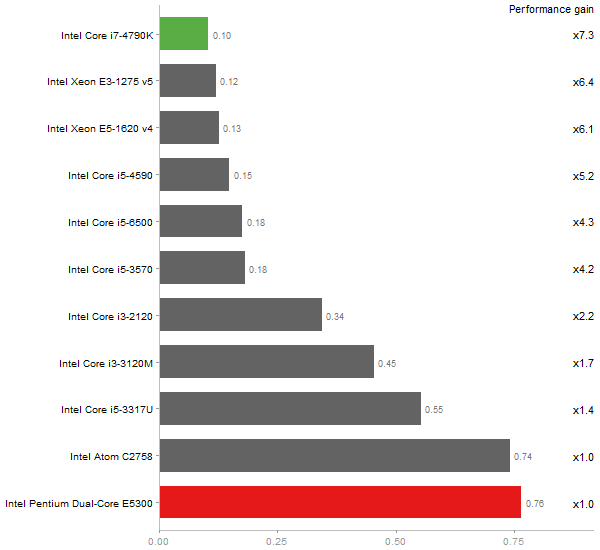 Performance gain
Intel Core i7-4790K 0.10 x7.3
Intel Xeon E3-1275 v5 0.12 x6.4
Intel Xeon E5-1620 v4 0.13 x6.1
Intel Core i5-4590 0.15 x5.2
Intel Core i5-6500 0.18 x4.3
Intel Core i5-3570 0.18 x4.2
Intel Core i3-2120 0.34 x2.2
Intel Core i3-3120M 0.45 x1.7
Intel Core i5-3317U 0.55 x1.4
Intel Atom C2758 0.74 x1.0
Intel Pentium Dual-Core E5300 0.76 x1.0
0.00 0.25 0.50 0.75